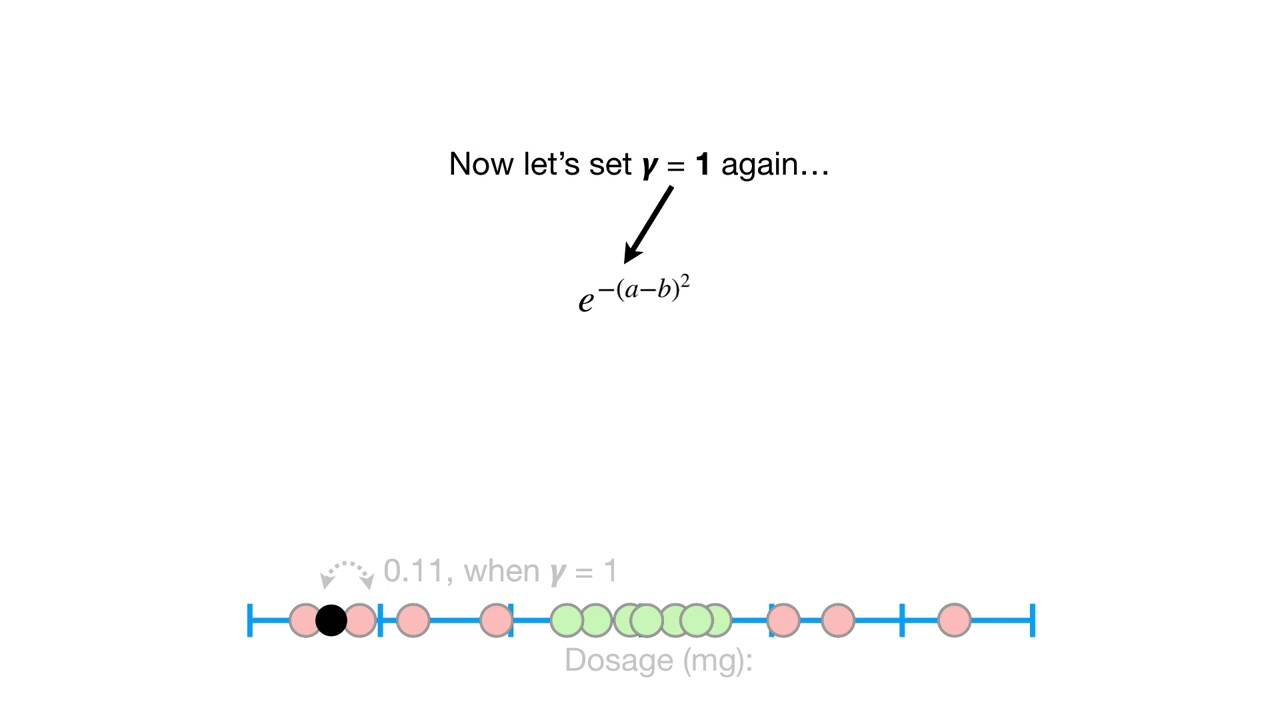 Now let’s set γ = 1 again…
e^−(a−b)^2
0.11, when γ = 1
Dosage (mg):